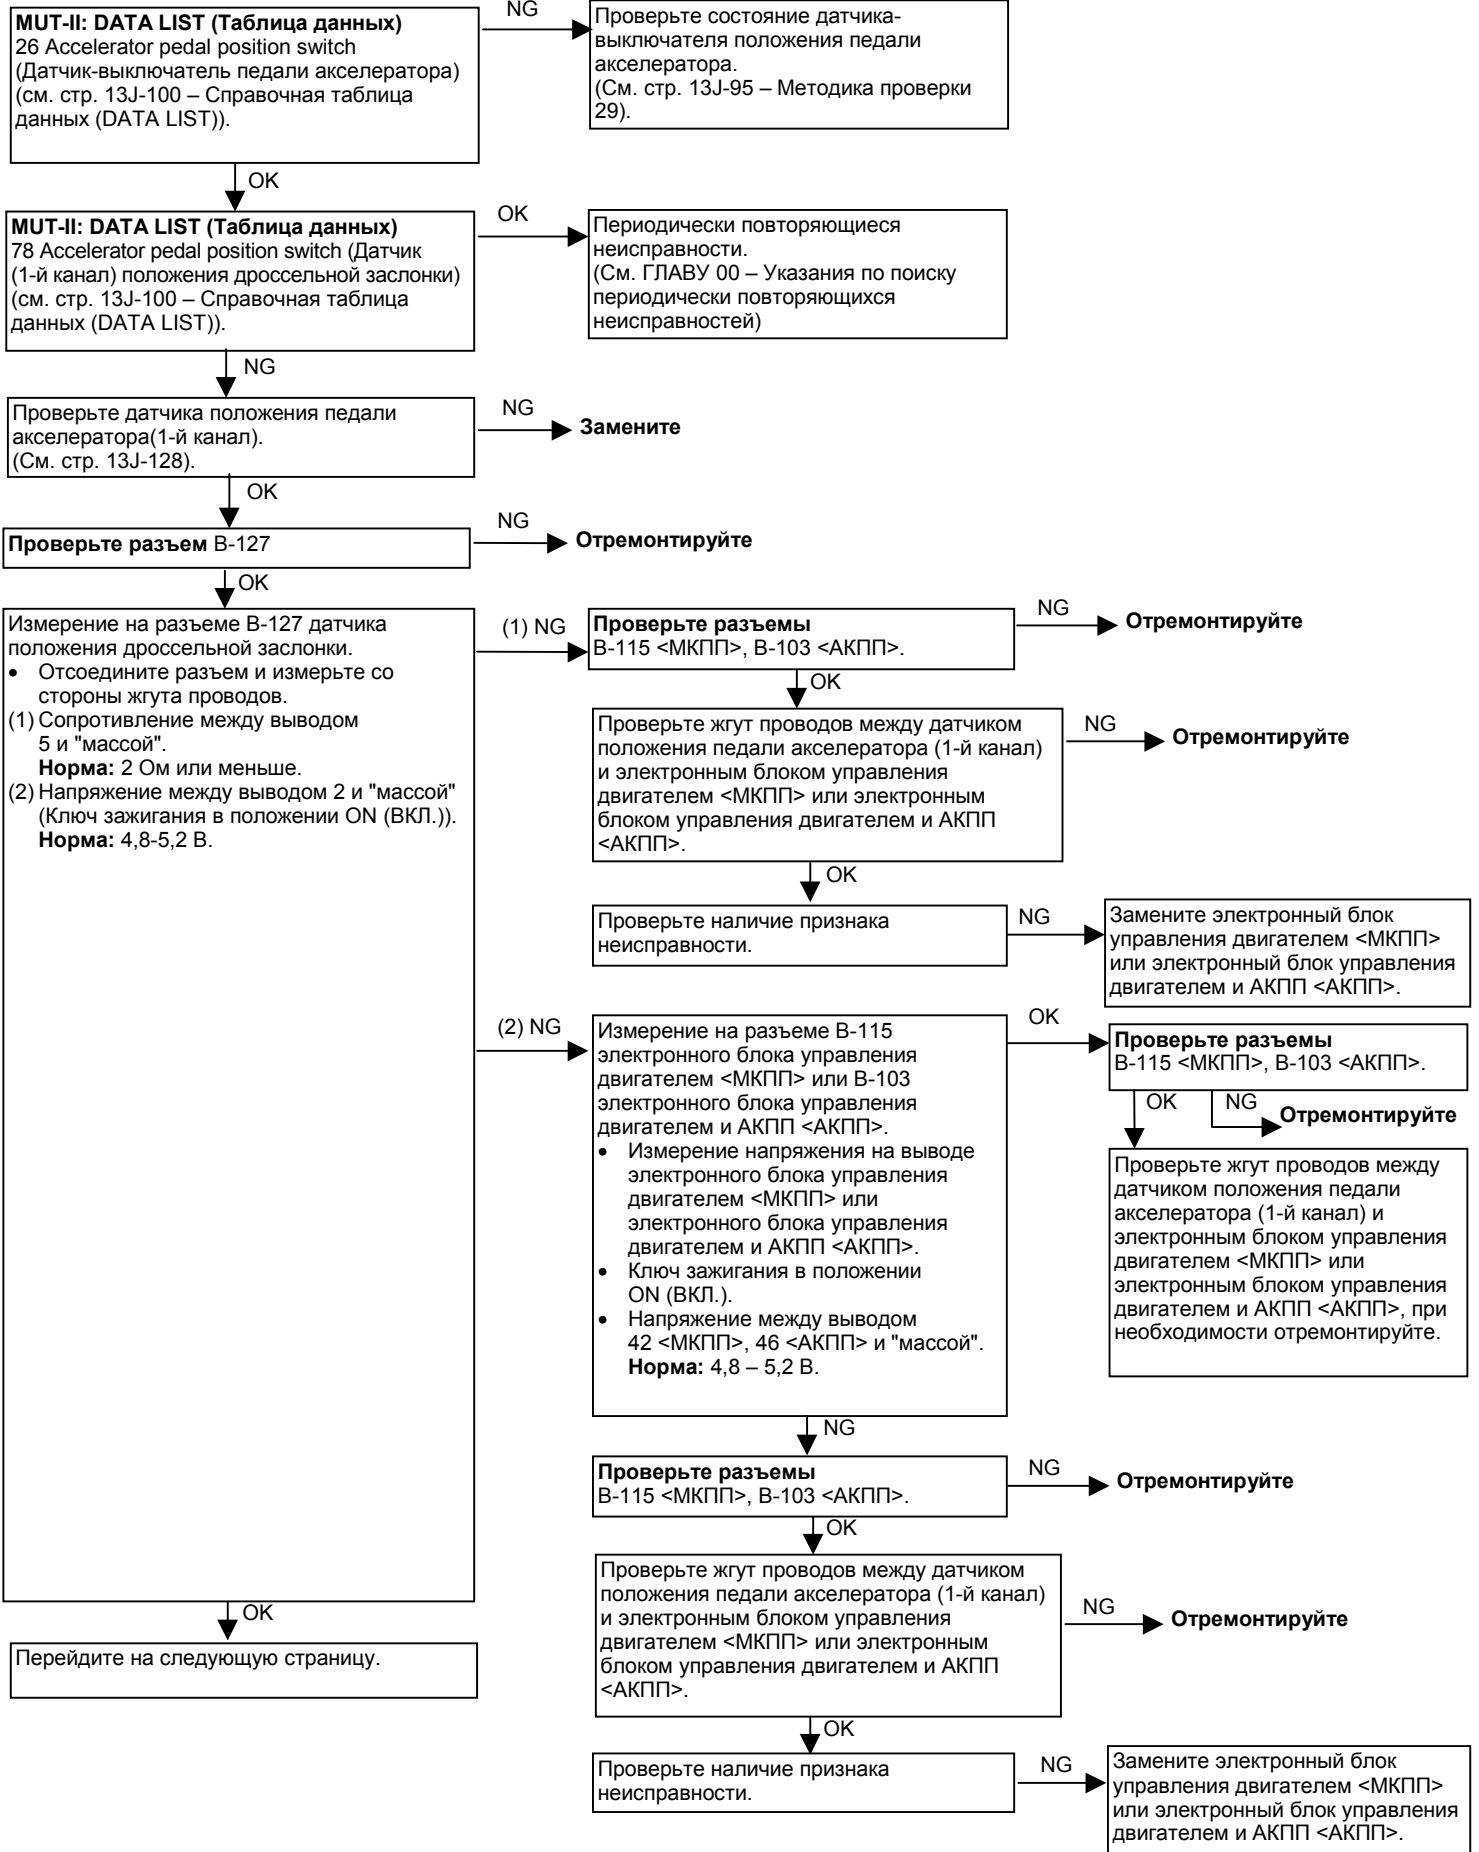 MUT-II: DATA LIST (Таблица данных)
26 Accelerator pedal position switch
(Датчик-выключатель педали акселератора)
(см. стр. 13J-100 – Справочная таблица
данных (DATA LIST)).
NG
Проверьте состояние датчика-
выключателя положения педали
акселератора.
(См. стр. 13J-95 – Методика проверки
29).
OK
MUT-II: DATA LIST (Таблица данных)
78 Accelerator pedal position switch (Датчик
(1-й канал) положения дроссельной заслонки)
(см. стр. 13J-100 – Справочная таблица
данных (DATA LIST)).
OK
Периодически повторяющиеся
неисправности.
(См. ГЛАВУ 00 – Указания по поиску
периодически повторяющихся
неисправностей)
NG
Проверьте датчика положения педали
акселератора(1-й канал).
(См. стр. 13J-128).
NG
Замените
OK
Проверьте разъем B-127
NG
Отремонтируйте
OK
Измерение на разъеме B-127 датчика
положения дроссельной заслонки.
• Отсоедините разъем и измерьте со
стороны жгута проводов.
(1) Сопротивление между выводом
5 и "массой".
Норма: 2 Ом или меньше.
(2) Напряжение между выводом 2 и "массой"
(Ключ зажигания в положении ON (ВКЛ.)).
Норма: 4,8-5,2 В.
(1) NG
Проверьте разъемы
B-115 <МКПП>, B-103 <АКПП>.
NG
Отремонтируйте
OK
Проверьте жгут проводов между датчиком
положения педали акселератора (1-й канал)
и электронным блоком управления
двигателем <МКПП> или электронным
блоком управления двигателем и АКПП
<АКПП>.
NG
Отремонтируйте
OK
Проверьте наличие признака
неисправности.
NG
Замените электронный блок
управления двигателем <МКПП>
или электронный блок управления
двигателем и АКПП <АКПП>.
(2) NG
Измерение на разъеме B-115
электронного блока управления
двигателем <МКПП> или B-103
электронного блока управления
двигателем и АКПП <АКПП>.
• Измерение напряжения на выводе
электронного блока управления
двигателем <МКПП> или
электронного блока управления
двигателем и АКПП <АКПП>.
• Ключ зажигания в положении
ON (ВКЛ.).
• Напряжение между выводом
42 <МКПП>, 46 <АКПП> и "массой".
Норма: 4,8 – 5,2 В.
OK
Проверьте разъемы
B-115 <МКПП>, B-103 <АКПП>.
OK
NG
Отремонтируйте
Проверьте жгут проводов между
датчиком положения педали
акселератора (1-й канал) и
электронным блоком управления
двигателем <МКПП> или
электронным блоком управления
двигателем и АКПП <АКПП>, при
необходимости отремонтируйте.
NG
Проверьте разъемы
B-115 <МКПП>, B-103 <АКПП>.
NG
Отремонтируйте
OK
Проверьте жгут проводов между датчиком
положения педали акселератора (1-й канал)
и электронным блоком управления
двигателем <МКПП> или электронным
блоком управления двигателем и АКПП
<АКПП>.
NG
Отремонтируйте
OK
Перейдите на следующую страницу.
OK
Проверьте наличие признака
неисправности.
NG
Замените электронный блок
управления двигателем <МКПП>
или электронный блок управления
двигателем и АКПП <АКПП>.